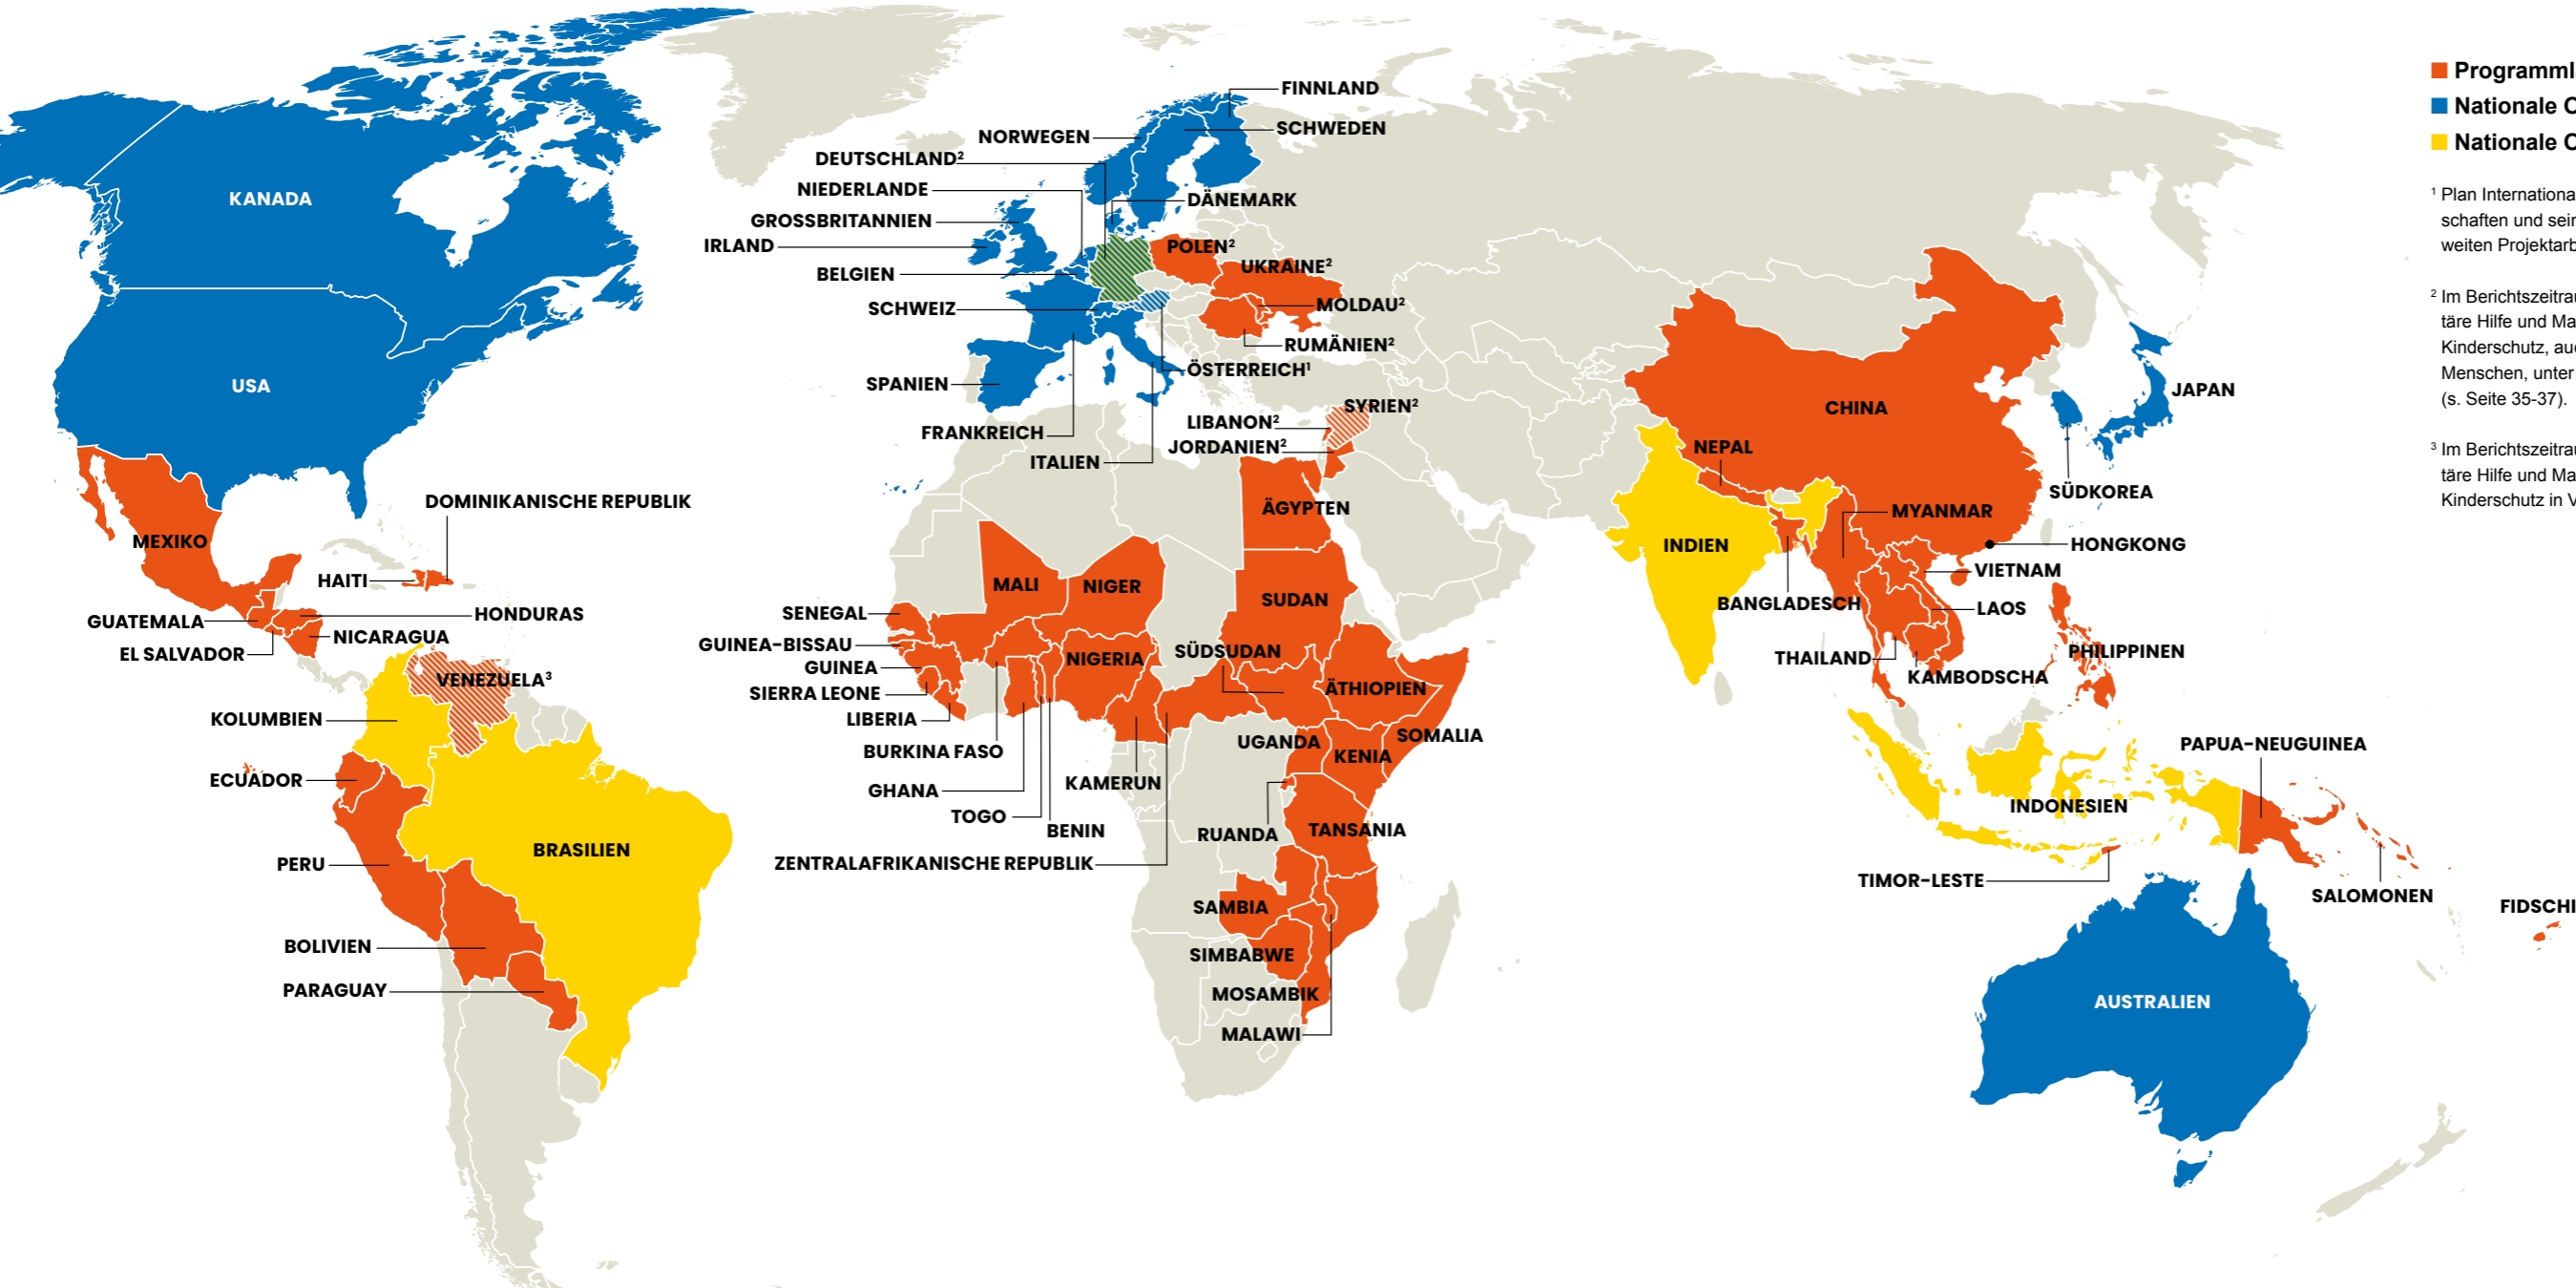 KANADA
USA
MEXIKO
DOMINIKANISCHE REPUBLIK
HAITI
GUATEMALA
HONDURAS
NICARAGUA
EL SALVADOR
VENEZUELA³
KOLUMBIEN
ECUADOR
BRASILIEN
PERU
BOLIVIEN
PARAGUAY
FINNLAND
SCHWEDEN
NORWEGEN
DEUTSCHLAND²
NIEDERLANDE
DÄNEMARK
GROSSBRITANNIEN
IRLAND
POLEN²
UKRAINE²
BELGIEN
MOLDAU²
SCHWEIZ
RUMÄNIEN²
ÖSTERREICH¹
SPANIEN
SYRIEN²
LIBANON²
FRANKREICH
JORDANIEN²
ITALIEN
ÄGYPTEN
MALI
NIGER
SUDAN
SENEGAL
GUINEA-BISSAU
GUINEA
NIGERIA
SÜDSUDAN
SIERRA LEONE
ÄTHIOPIEN
LIBERIA
BURKINA FASO
UGANDA
SOMALIA
KENIA
GHANA
KAMERUN
TOGO
BENIN
RUANDA
TANSANIA
ZENTRALAFRIKANISCHE REPUBLIK
SAMBIA
SIMBABWE
MOSAMBIK
MALAWI
CHINA
NEPAL
JAPAN
SÜDKOREA
MYANMAR
INDIEN
HONGKONG
VIETNAM
BANGLADESCH
LAOS
THAILAND
PHILIPPINEN
KAMBODSCHA
PAPUA-NEUGUINEA
INDONESIEN
TIMOR-LESTE
SALOMONEN
FIDSCHI
AUSTRALIEN
Programml
Nationale O
Nationale O
¹ Plan Internationa
schaften und sein
weiten Projektarb
² Im Berichtszeitrau
täre Hilfe und Ma
Kinderschutz, auc
Menschen, unter
(s. Seite 35-37).
³ Im Berichtszeitrau
täre Hilfe und Ma
Kinderschutz in V